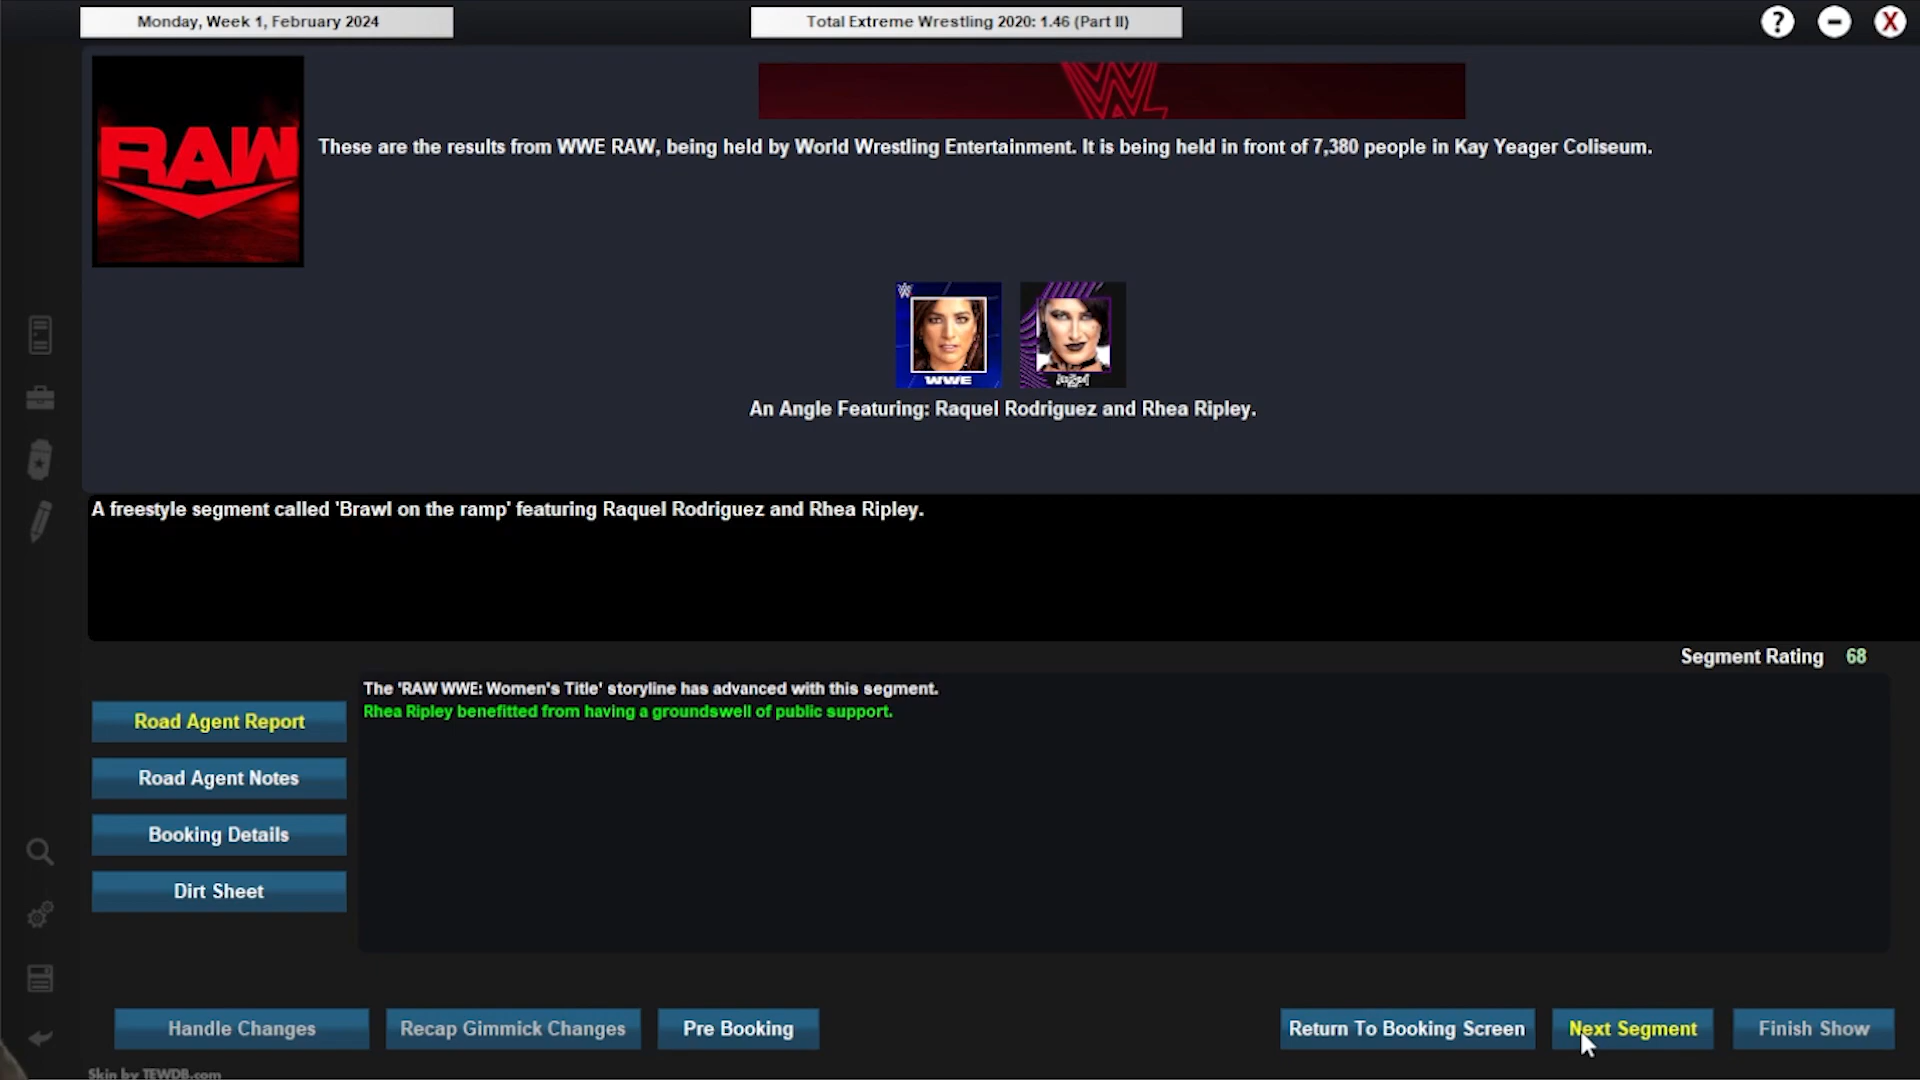 Monday, Week 1, February 2024
Total Extreme Wrestling 2020: 1.46 (Part II)
?
X
RAW
These are the results from WWE RAW, being held by World Wrestling Entertainment. It is being held in front of 7,380 people in Kay Yeager Coliseum.
WWE
An Angle Featuring: Raquel Rodriguez and Rhea Ripley.
A freestyle segment called 'Brawl on the ramp' featuring Raquel Rodriguez and Rhea Ripley.
Segment Rating 68
The 'RAW WWE: Women's Title' storyline has advanced with this segment.
Rhea Ripley benefitted from having a groundswell of public support.
Road Agent Report
Road Agent Notes
Booking Details
Dirt Sheet
Handle Changes
Recap Gimmick Changes
Pre Booking
Return To Booking Screen
Next Segment
Finish Show
Skin by TEWDB.com